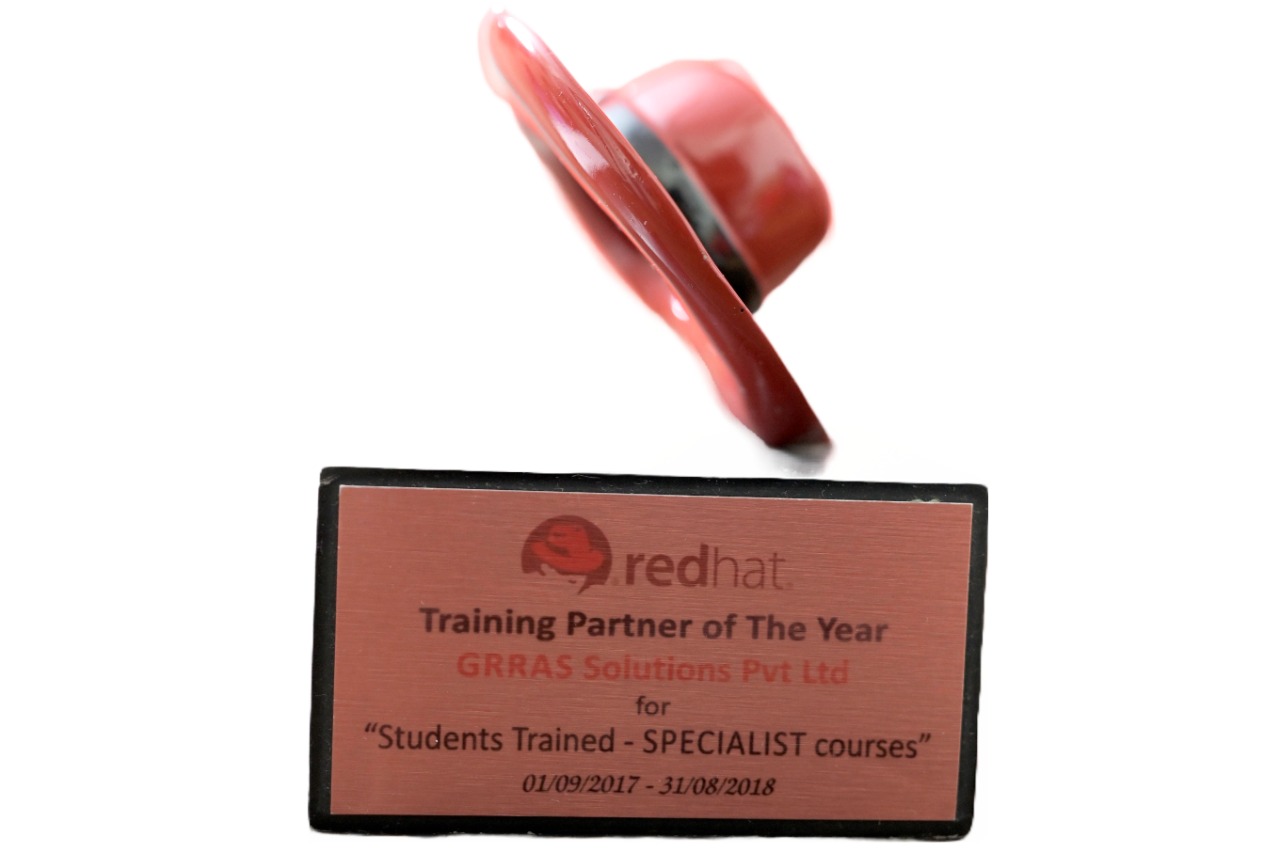 redhat.
Training Partner of The Year
GRRAS Solutions Pvt Ltd
for
“Students Trained - SPECIALIST courses”
01/09/2017 - 31/08/2018